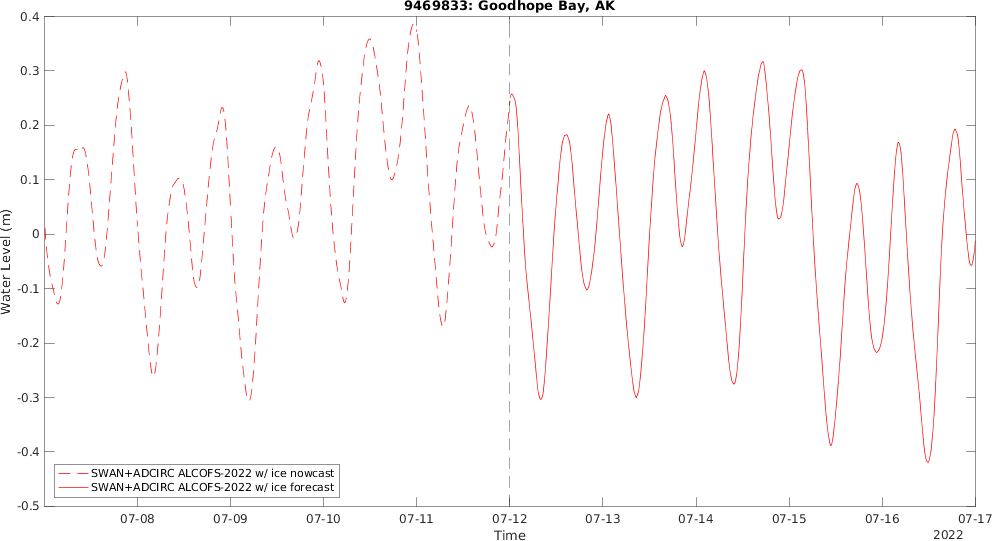 9469833: Goodhope Bay, AK
0.4
0.3
0.2
0.1
0
-0.1
-0.2
-0.3
-0.4
-0.5
Water Level (m)
SWAN+ADCIRC ALCOFS-2022 w/ ice nowcast
SWAN+ADCIRC ALCOFS-2022 w/ ice forecast
07-08 07-09 07-10 07-11 07-12 07-13 07-14 07-15 07-16 07-17
Time
2022